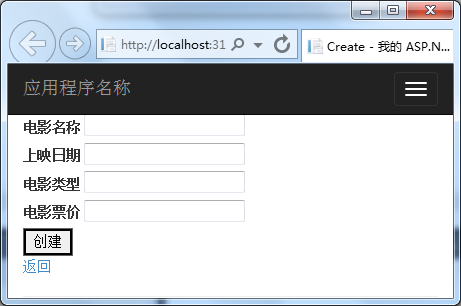 http://localhost:31
Create - 我的 ASP.N...
应用程序名称
电影名称
上映日期
电影类型
电影票价
创建
返回